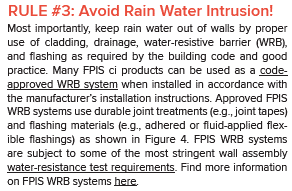 RULE #3: Avoid Rain Water Intrusion!
Most importantly, keep rain water out of walls by proper
use of cladding, drainage, water-resistive barrier (WRB),
and flashing as required by the building code and good
practice. Many FPIS ci products can be used as a code-
approved WRB system when installed in accordance with
the manufacturer's installation instructions. Approved FPIS
WRB systems use durable joint treatments (e.g., joint tapes)
and flashing materials (e.g., adhered or fluid-applied flex-
ible flashings) as shown in Figure 4. FPIS WRB systems
are subject to some of the most stringent wall assembly
water-resistance test requirements. Find more information
on FPIS WRB systems here.